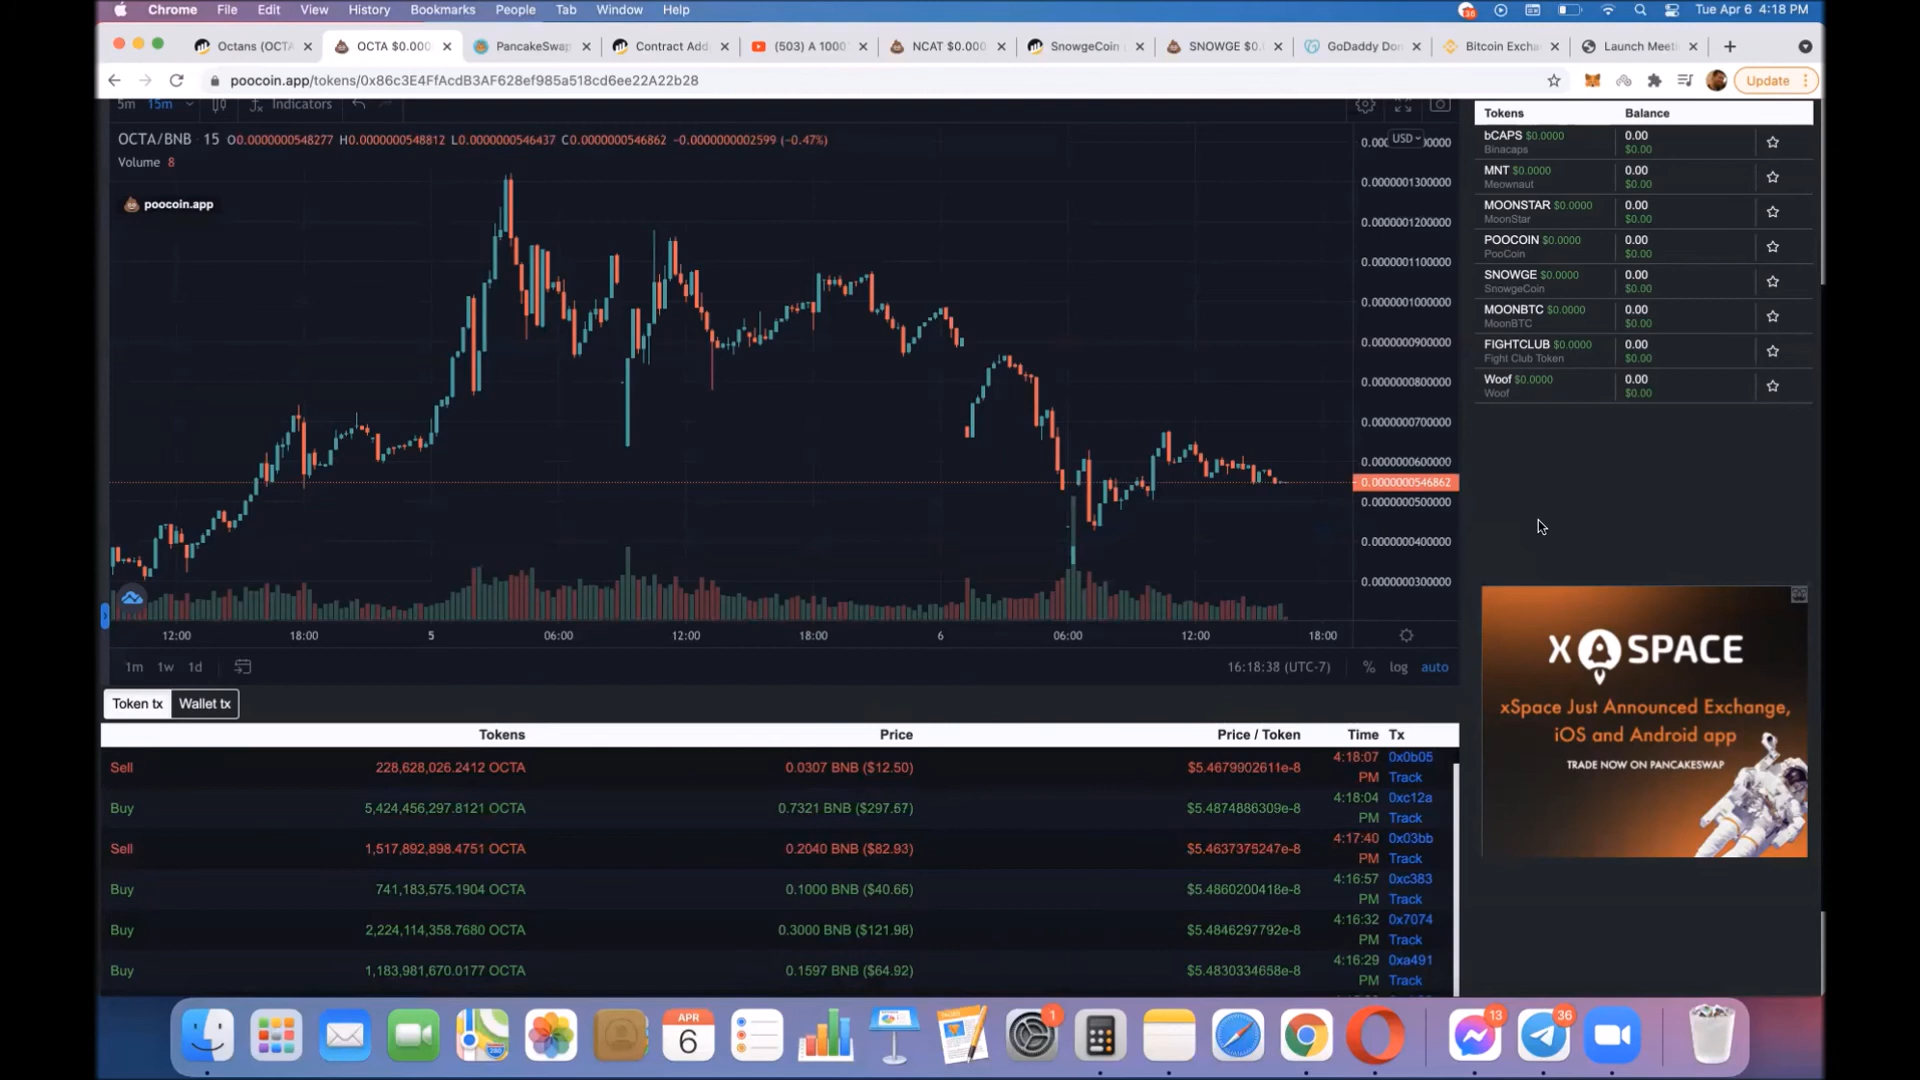 Chrome File Edit View History Bookmarks People Tab Window Help 36 Tue Apr 6 4:18 PM
Octans (OCTA OCTA $0.000 PancakeSwap Contract Add (503) A 1000 NCAT $0.000 SnowgeCoin SNOWGE $0. GoDaddy Don Bitcoin Excha Launch Meeti
poocoin.app/tokens/0x86c3E4FfAcdB3AF628ef985a518cd6ee22A22b28 Update
5m 15m Indicators
OCTA/BNB · 15 O0.0000000548277 H0.0000000548812 L0.0000000546437 C0.0000000546862 −0.0000000002599 (−0.47%)
Volume 8
poocoin.app
USD
0.0000001300000
0.0000001200000
0.0000001100000
0.0000001000000
0.0000000900000
0.0000000800000
0.0000000700000
0.0000000600000
0.0000000546862
0.0000000500000
0.0000000400000
0.0000000300000
12:00 18:00 5 06:00 12:00 18:00 6 06:00 12:00 18:00
1m 1w 1d 16:18:38 (UTC-7) % log auto
Tokens Balance
bCAPS $0.0000 0.00
Binacaps $0.00
MNT $0.0000 0.00
Meownaut $0.00
MOONSTAR $0.0000 0.00
MoonStar $0.00
POOCOIN $0.0000 0.00
PooCoin $0.00
SNOWGE $0.0000 0.00
SnowgeCoin $0.00
MOONBTC $0.0000 0.00
MoonBTC $0.00
FIGHTCLUB $0.0000 0.00
Fight Club Token $0.00
Woof $0.0000 0.00
Woof $0.00
X SPACE
xSpace Just Announced Exchange,
iOS and Android app
TRADE NOW ON PANCAKESWAP
Token tx Wallet tx
Tokens Price Price / Token Time Tx
Sell 228,628,026.2412 OCTA 0.0307 BNB ($12.50) $5.4679902611e-8 4:18:07 PM 0x0b05 Track
Buy 5,424,456,297.8121 OCTA 0.7321 BNB ($297.67) $5.4874886309e-8 4:18:04 PM 0xc12a Track
Sell 1,517,892,898.4751 OCTA 0.2040 BNB ($82.93) $5.4637375247e-8 4:17:40 PM 0x03bb Track
Buy 741,183,575.1904 OCTA 0.1000 BNB ($40.66) $5.4860200418e-8 4:16:57 PM 0xc383 Track
Buy 2,224,114,358.7680 OCTA 0.3000 BNB ($121.98) $5.4846297792e-8 4:16:32 PM 0x7074 Track
Buy 1,183,981,670.0177 OCTA 0.1597 BNB ($64.92) $5.4830334658e-8 4:16:29 PM 0xa491 Track
APR
6
1
13
36